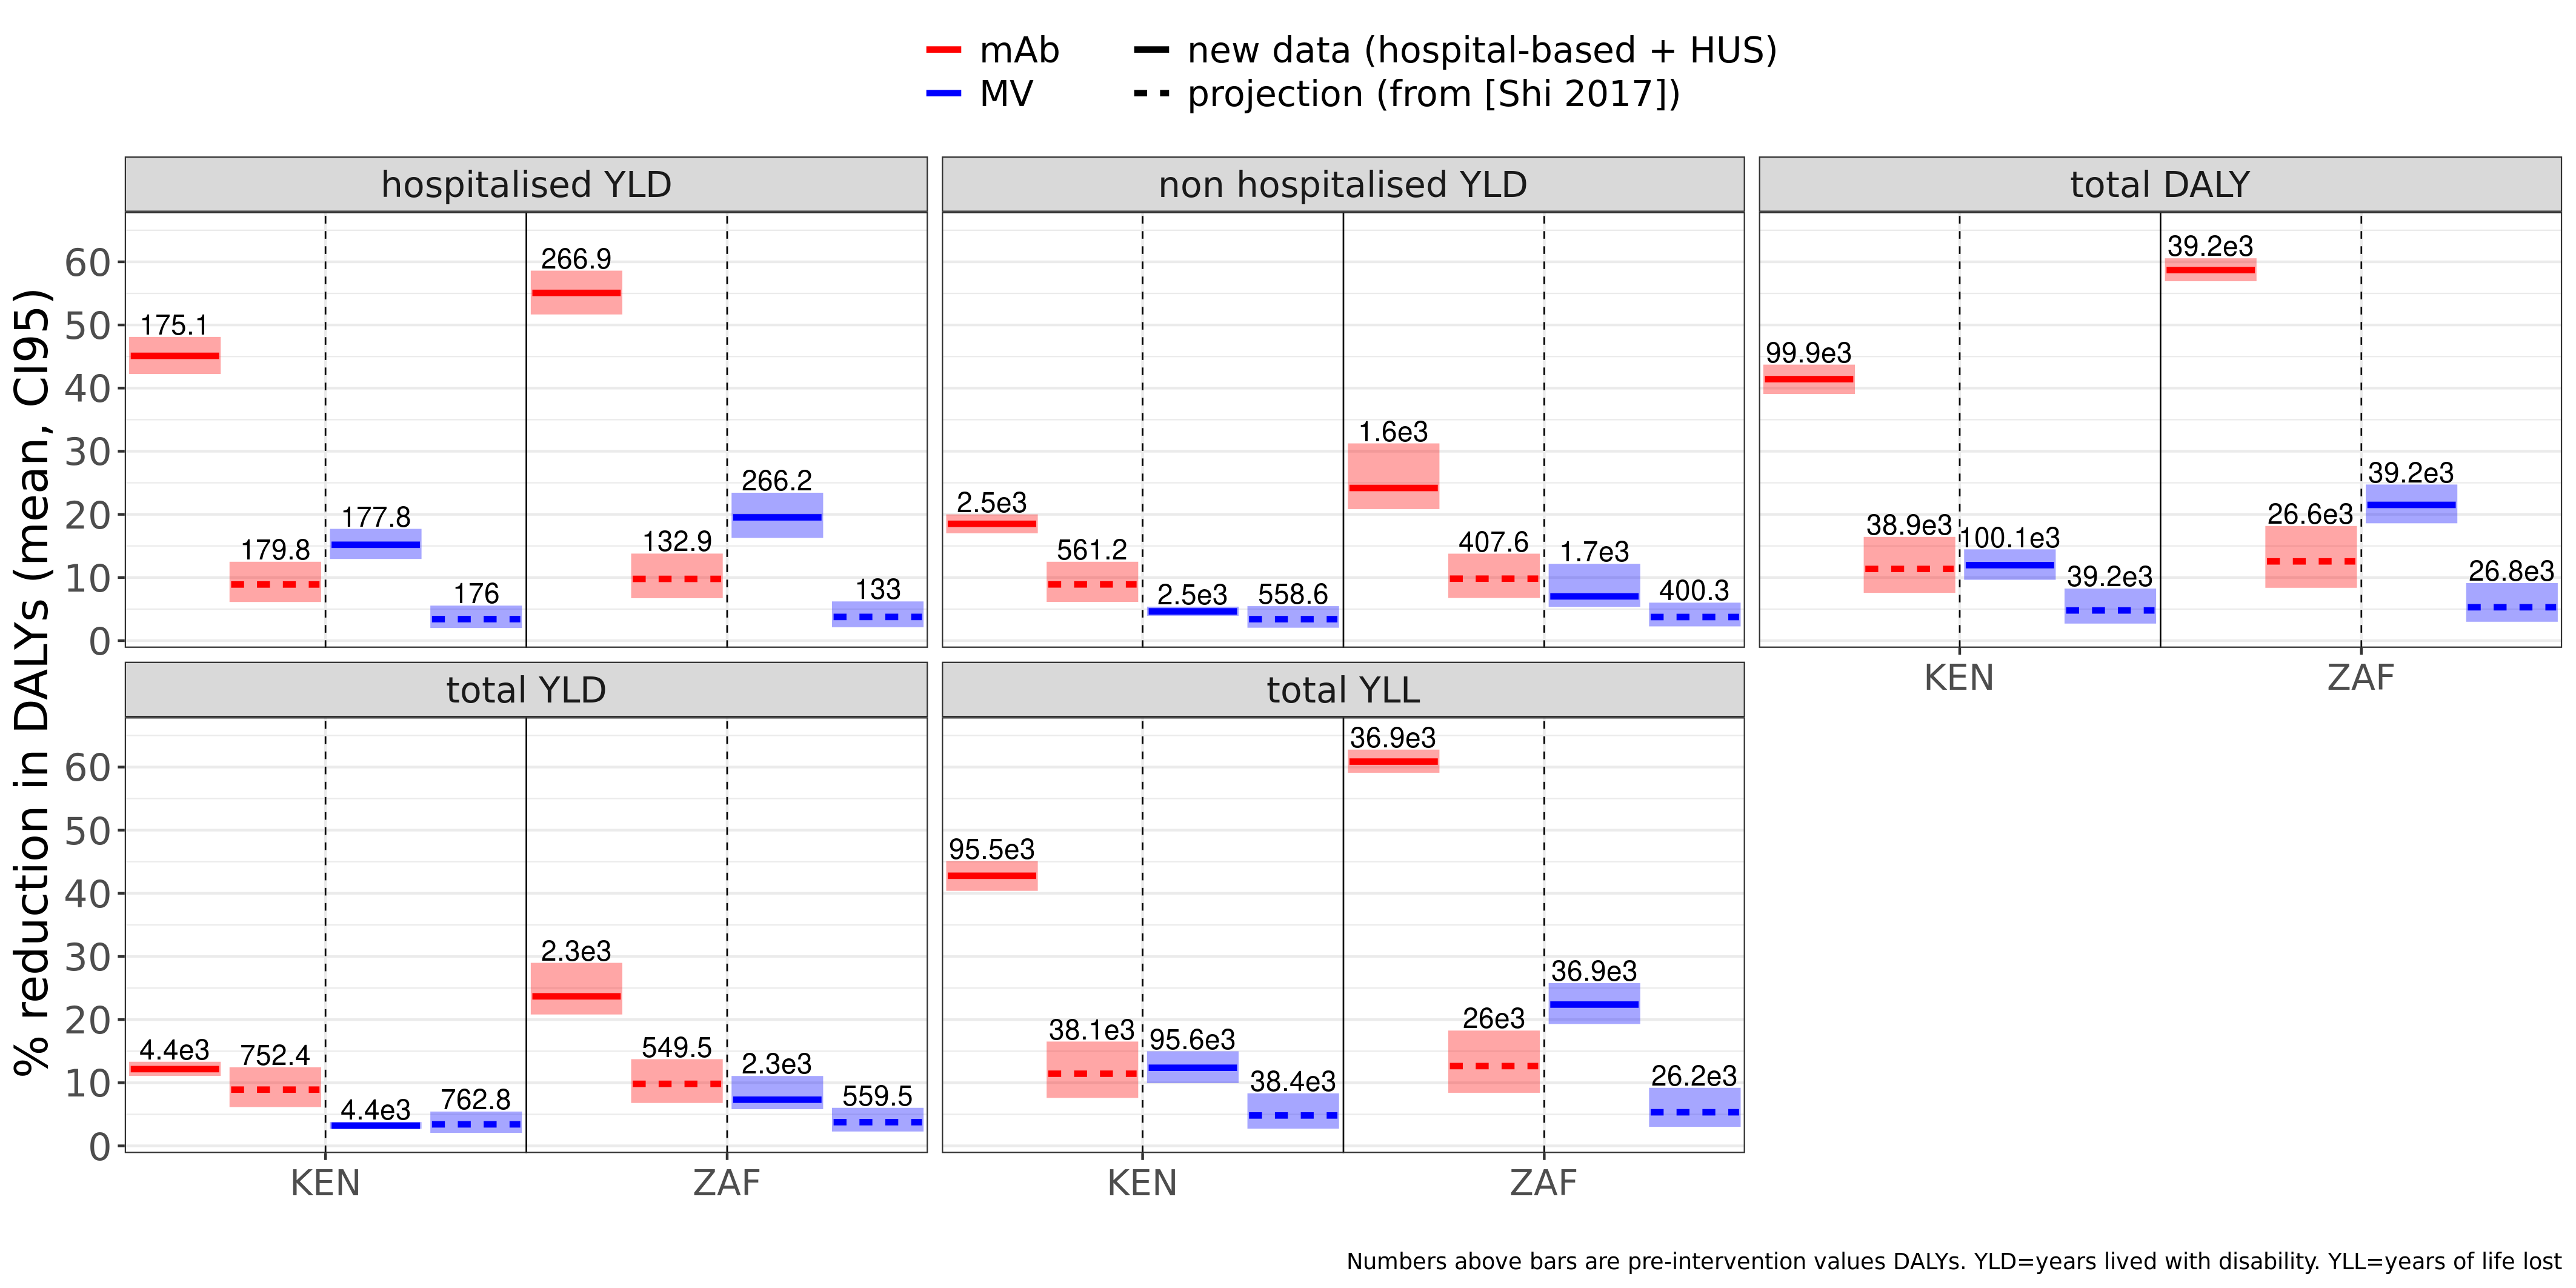 mAb
MV
new data (hospital-based + HUS)
projection (from [Shi 2017])
% reduction in DALYs (mean, CI95)
hospitalised YLD
60
50
40
30
20
10
0
175.1
179.8
177.8
176
266.9
132.9
266.2
133
non hospitalised YLD
2.5e3
561.2
2.5e3
558.6
1.6e3
407.6
1.7e3
400.3
total DALY
99.9e3
38.9e3
100.1e3
39.2e3
39.2e3
26.6e3
39.2e3
26.8e3
KEN
ZAF
total YLD
60
50
40
30
20
10
0
4.4e3
752.4
4.4e3
762.8
2.3e3
549.5
2.3e3
559.5
KEN
ZAF
total YLL
95.5e3
38.1e3
95.6e3
38.4e3
36.9e3
26e3
36.9e3
26.2e3
KEN
ZAF
Numbers above bars are pre-intervention values DALYs. YLD=years lived with disability. YLL=years of life lost